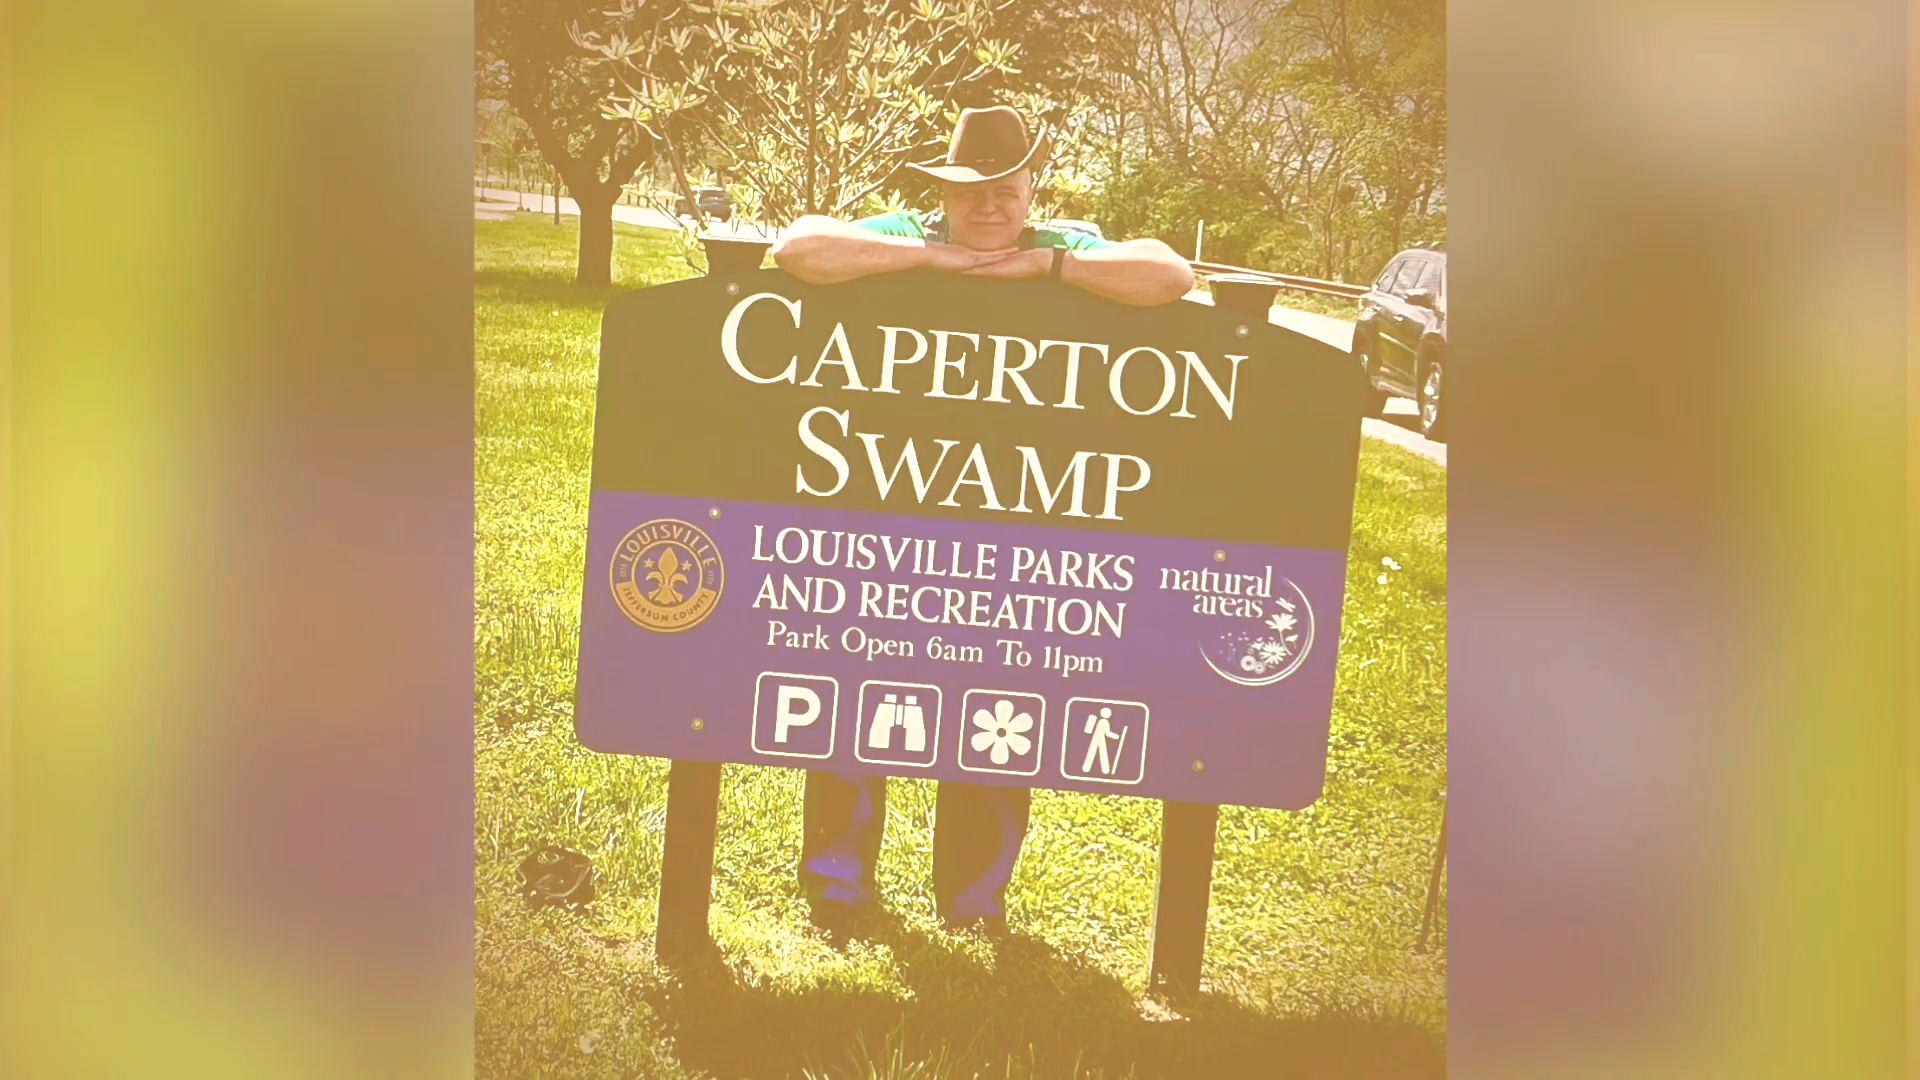 CAPERTON
SWAMP
LOUISVILLE
JEFFERSON COUNTY
LOUISVILLE PARKS
AND RECREATION
Park Open 6am To 11pm
natural
areas
P